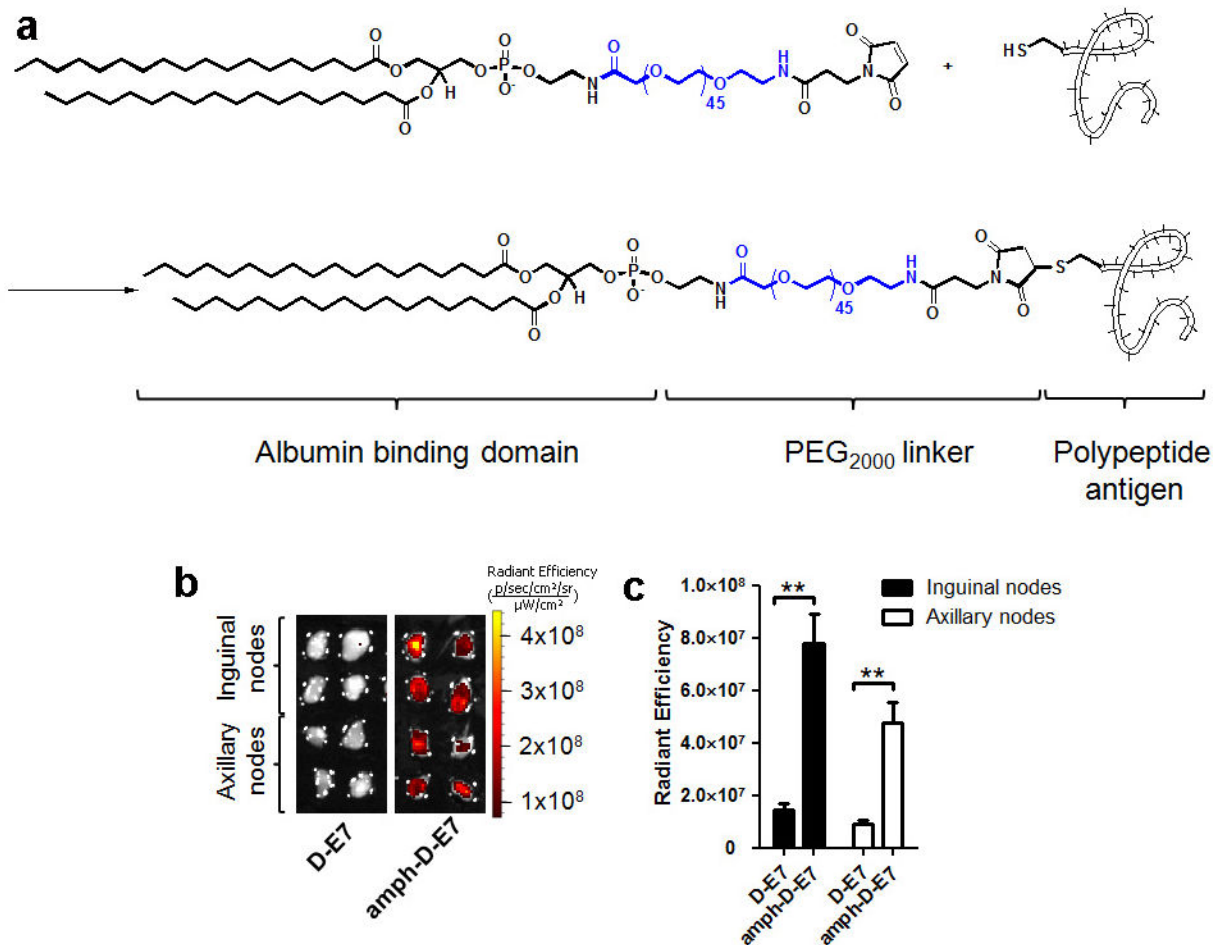 a
O O O P O O- O N H O O O 45 O H N O N O O + HS
O O H O O O P O O- O N H O O O 45 O H N O N O O S
Albumin binding domain
PEG2000 linker
Polypeptide
antigen
b
Radiant Efficiency
(p/sec/cm²/sr
µW/cm²)
Inguinal
nodes
Axillary
nodes
4x10⁸
3x10⁸
2x10⁸
1x10⁸
D-E7
amph-D-E7
c
Inguinal nodes
Axillary nodes
**
**
Radiant Efficiency
1.0×10⁸
8.0×10⁷
6.0×10⁷
4.0×10⁷
2.0×10⁷
0
D-E7
amph-D-E7
D-E7
amph-D-E7